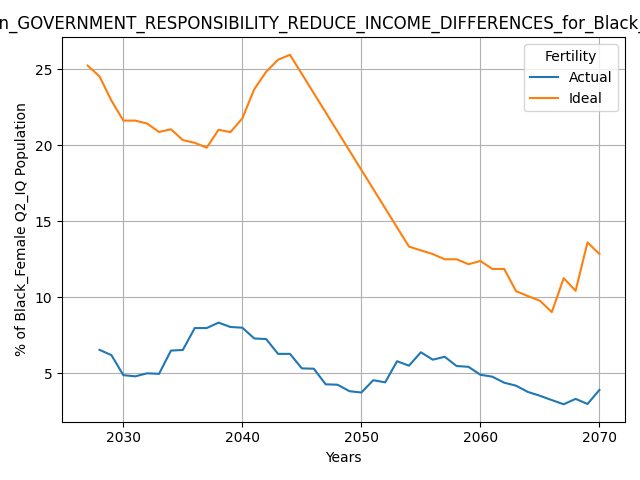 n_GOVERNMENT_RESPONSIBILITY_REDUCE_INCOME_DIFFERENCES_for_Black_
Fertility
Actual
Ideal
% of Black_Female Q2_IQ Population
25
20
15
10
5
2030 2040 2050 2060 2070
Years